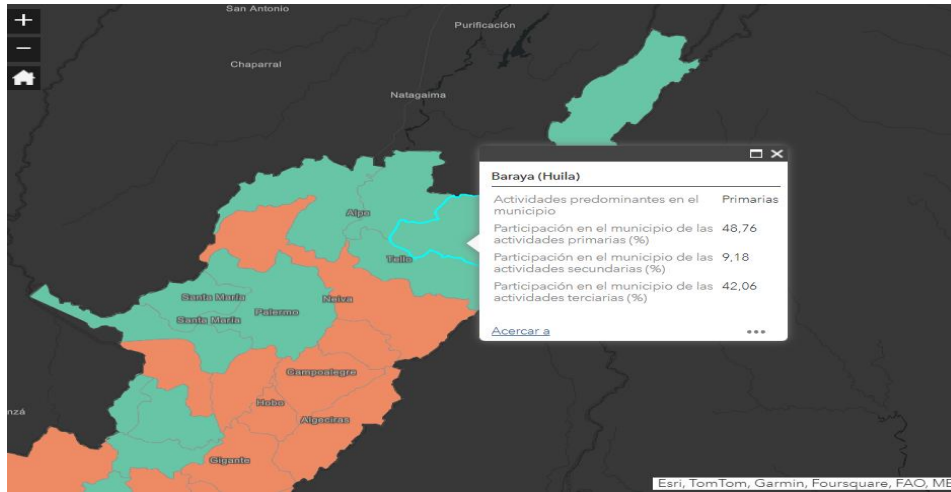 San Antonio
Purificación
Chaparral
Natagaima
Baraya (Huila)
Actividades predominantes en el municipio Primarias
Participación en el municipio de las actividades primarias (%) 48,76
Participación en el municipio de las actividades secundarias (%) 9,18
Participación en el municipio de las actividades terciarias (%) 42,06
Acercar a
Aipe
Tello
Santa María
Neiva
Palermo
Santa María
Campoalegre
Hobo
Algeciras
nzá
Gigante
Esri, TomTom, Garmin, Foursquare, FAO, ME